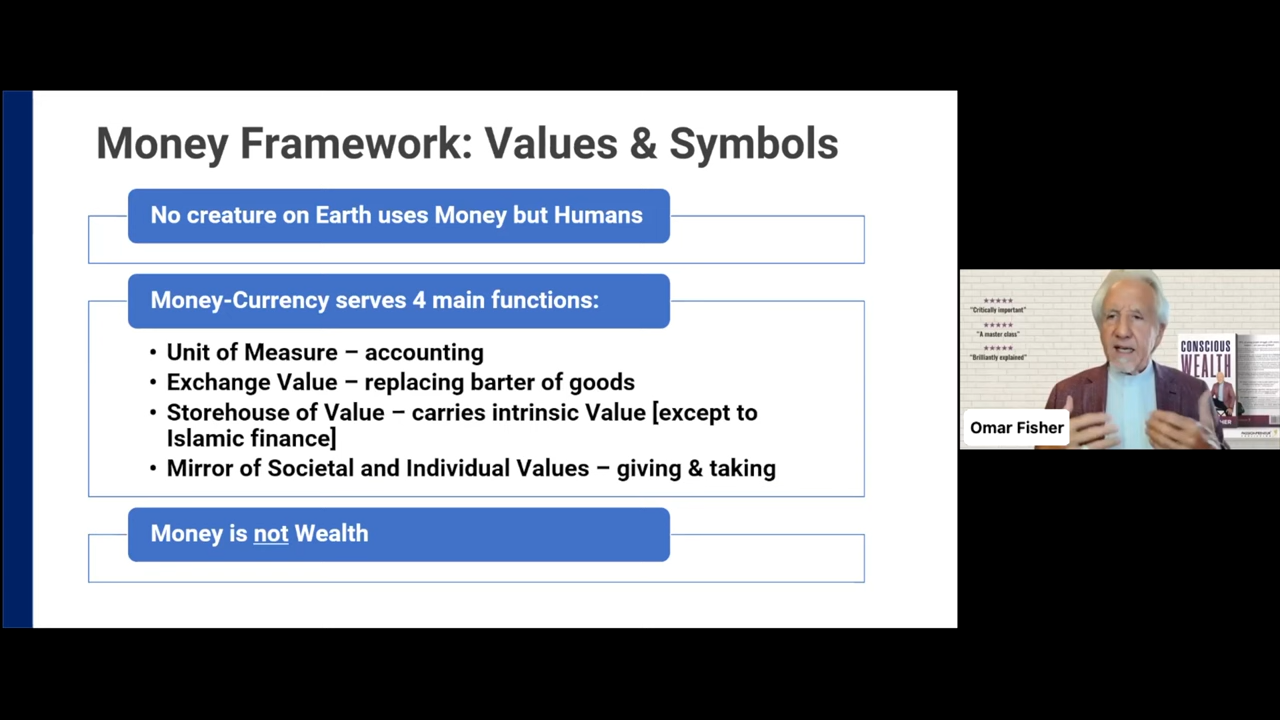 Money Framework: Values & Symbols
No creature on Earth uses Money but Humans
Money-Currency serves 4 main functions:
• Unit of Measure – accounting
• Exchange Value – replacing barter of goods
• Storehouse of Value – carries intrinsic Value [except to
Islamic finance]
• Mirror of Societal and Individual Values – giving & taking
Money is not Wealth
★★★★★
"Critically important"
★★★★★
"A master class"
★★★★★
"Brilliantly explained"
CONSCIOUS
WEALTH
Omar Fisher